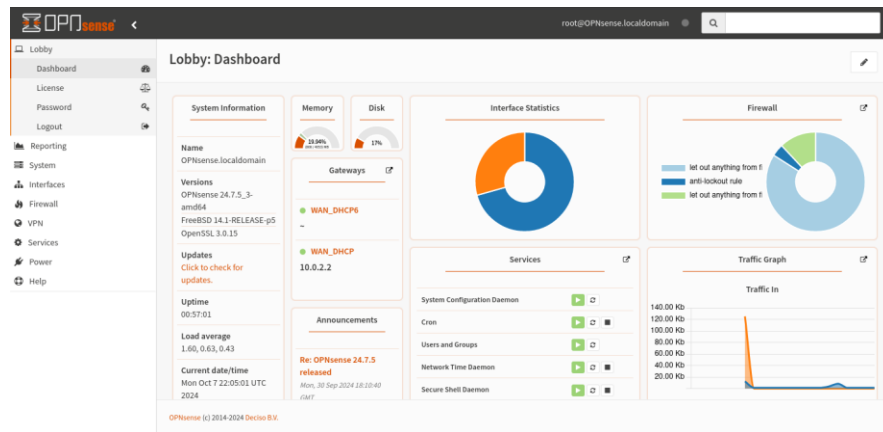 OPNsense
root@OPNsense.localdomain
Lobby
Dashboard
License
Password
Logout
Reporting
System
Interfaces
Firewall
VPN
Services
Power
Help
Lobby: Dashboard
System Information
Name
OPNsense.localdomain
Versions
OPNsense 24.7.5_3-
amd64
FreeBSD 14.1-RELEASE-p5
OpenSSL 3.0.15
Updates
Click to check for
updates.
Uptime
00:57:01
Load average
1.60, 0.63, 0.43
Current date/time
Mon Oct 7 22:05:01 UTC
2024
Memory
19.94%
Disk
17%
Gateways
WAN_DHCP6
~
WAN_DHCP
10.0.2.2
Announcements
Re: OPNsense 24.7.5
released
Mon, 30 Sep 2024 18:10:40
GMT
Interface Statistics
Services
System Configuration Daemon
Cron
Users and Groups
Network Time Daemon
Secure Shell Daemon
Firewall
let out anything from fi
anti-lockout rule
let out anything from fi
Traffic Graph
Traffic In
140.00 Kb
120.00 Kb
100.00 Kb
80.00 Kb
60.00 Kb
40.00 Kb
20.00 Kb
OPNsense (c) 2014-2024 Deciso B.V.